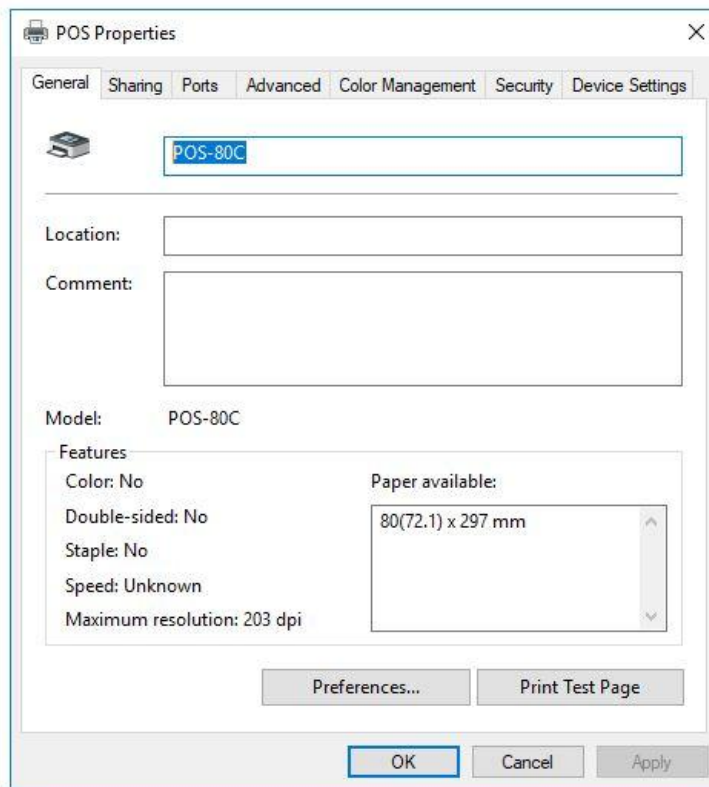 POS Properties
General Sharing Ports Advanced Color Management Security Device Settings
POS-80C
Location:
Comment:
Model: POS-80C
Features
Color: No
Paper available:
Double-sided: No
80(72.1) x 297 mm
Staple: No
Speed: Unknown
Maximum resolution: 203 dpi
Preferences... Print Test Page
OK Cancel Apply